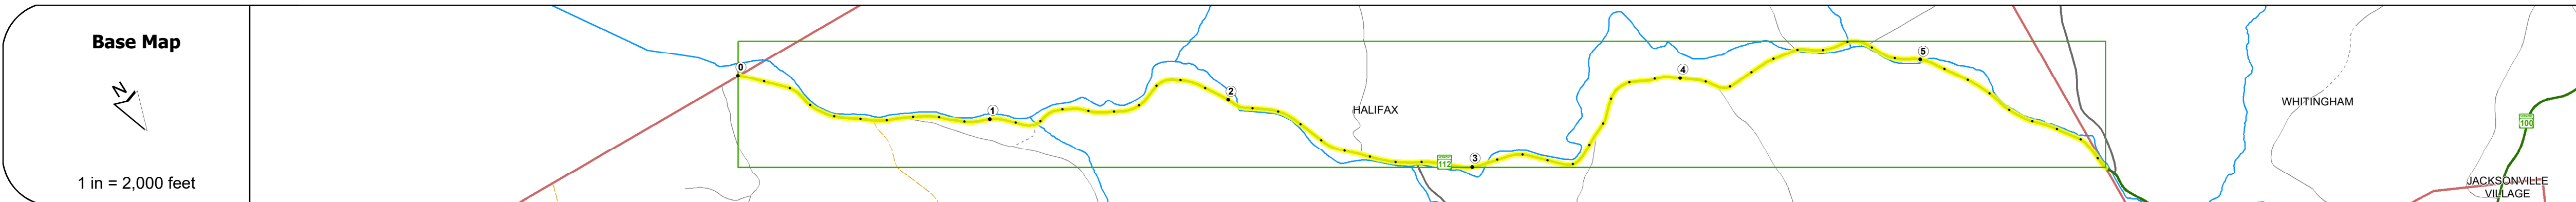 Base Map
N
1 in = 2,000 feet
0
1
2
HALIFAX
112
3
4
5
WHITINGHAM
100
JACKSONVILLE
VILLAGE